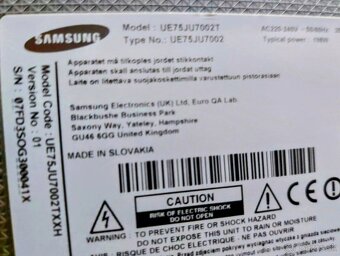 SAMSUNG
Model : UE75JU7002T
Type No.: UE75JU7002
AC220-240V ~ 50/60Hz
Typical power :
Apparatet må tilkoples jordet stikkontakt
Apparaten skall anslutas till jordat uttag
Laite on liitettävä suojakoskettimilla varustettuun pistorasiaan
Samsung Electronics (UK) Ltd, Euro QA Lab.
Blackbushe Business Park
Saxony Way, Yateley, Hampshire
GU46 6GG United Kingdom
MADE IN SLOVAKIA
Model Code : UE75JU7002TXXH
Version No : 01
S/N:
CAUTION
RISK OF ELECTRIC SHOCK
DO NOT OPEN
TO PREVENT FIRE OR SHOCK HAZARD
DO NOT EXPOSE UNIT TO RAIN OR MOISTURE
RISQUE DE CHOC ELECTRIQUE NE PAS OUVRIR
Przed zdjęciem pokrywy